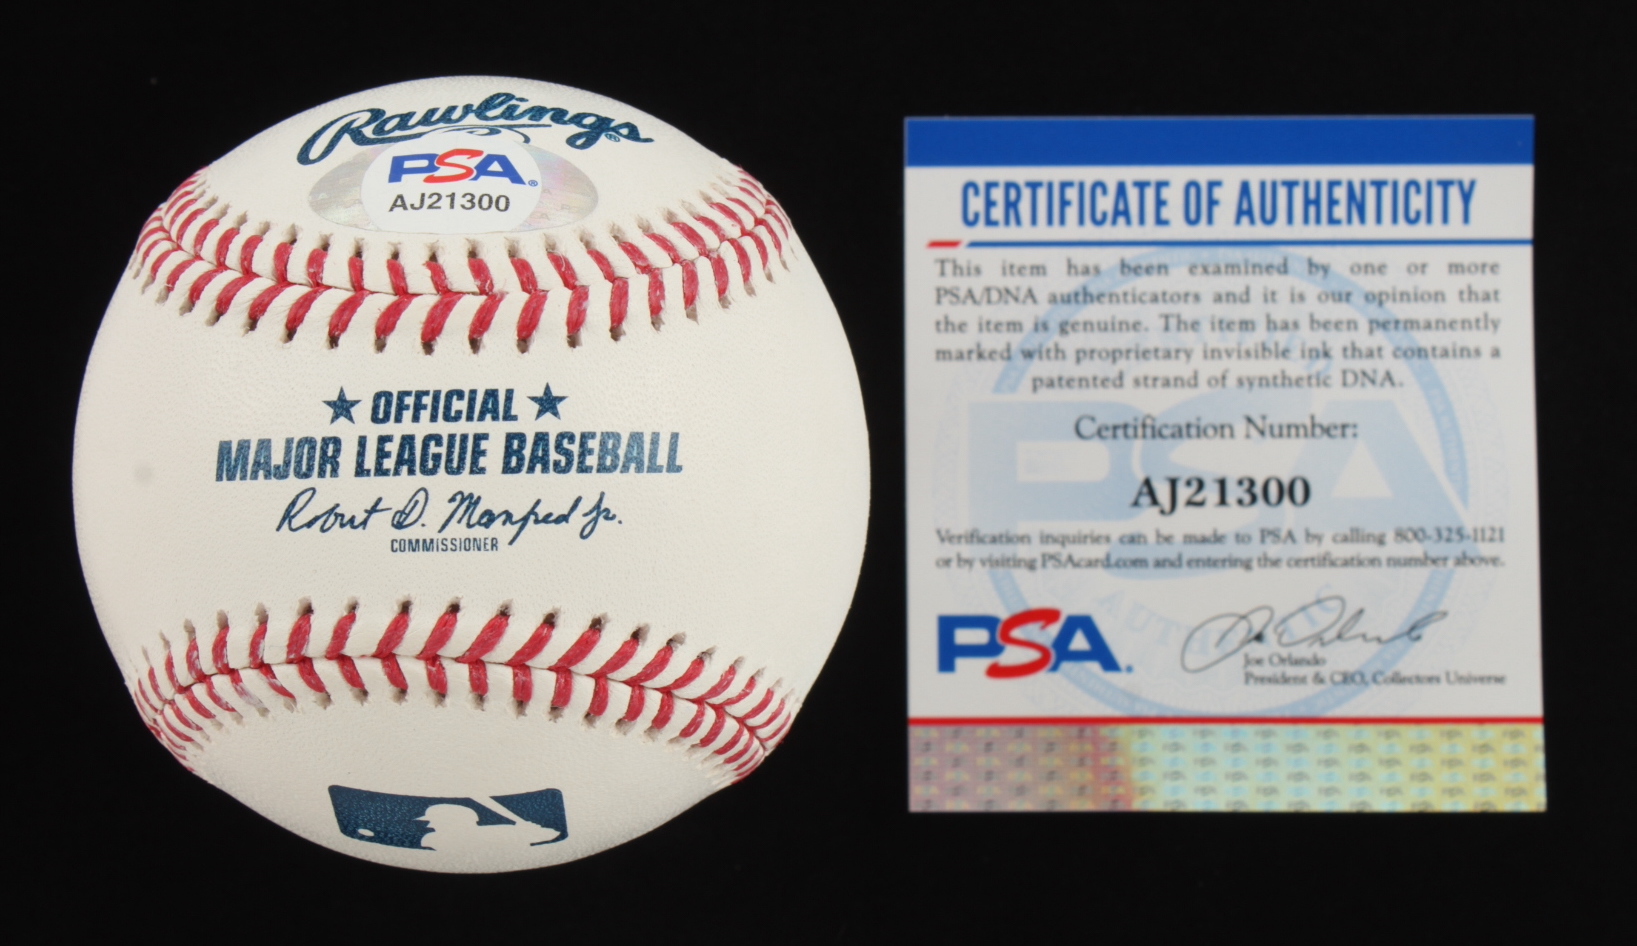 Rawlings®
PSA®
AJ21300
★ OFFICIAL ★
MAJOR LEAGUE BASEBALL
Robert D. Manfred Jr.
COMMISSIONER
CERTIFICATE OF AUTHENTICITY
This item has been examined by one or more
PSA/DNA authenticators and it is our opinion that
the item is genuine. The item has been permanently
marked with proprietary invisible ink that contains a
patented strand of synthetic DNA.
Certification Number:
AJ21300
Verification inquiries can be made to PSA by calling 800-325-1121
or by visiting PSAcard.com and entering the certification number above.
PSA.
Joe Orlando
Joe Orlando
President & CEO, Collectors Universe